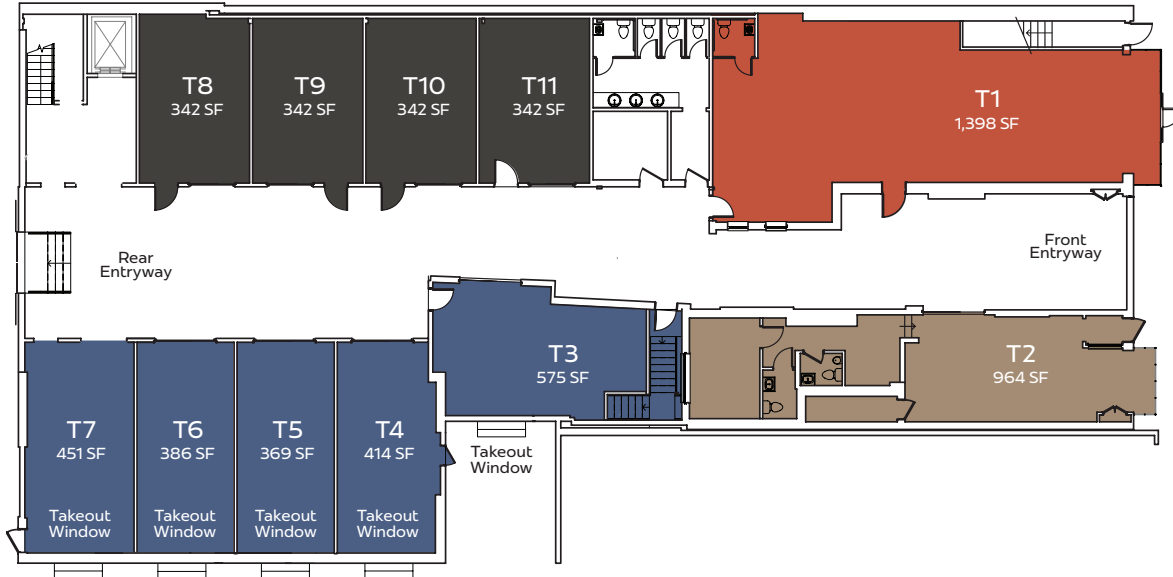 T8
342 SF
T9
342 SF
T10
342 SF
T11
342 SF
T1
1,398 SF
Rear
Entryway
Front
Entryway
T3
575 SF
T2
964 SF
T7
451 SF
T6
386 SF
T5
369 SF
T4
414 SF
Takeout
Window
Takeout
Window
Takeout
Window
Takeout
Window
Takeout
Window